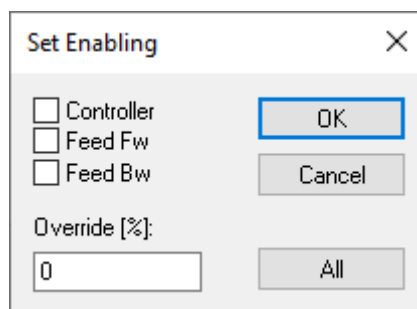 Set Enabling
Controller
Feed Fw
Feed Bw
OK
Cancel
Override [%]:
0
All